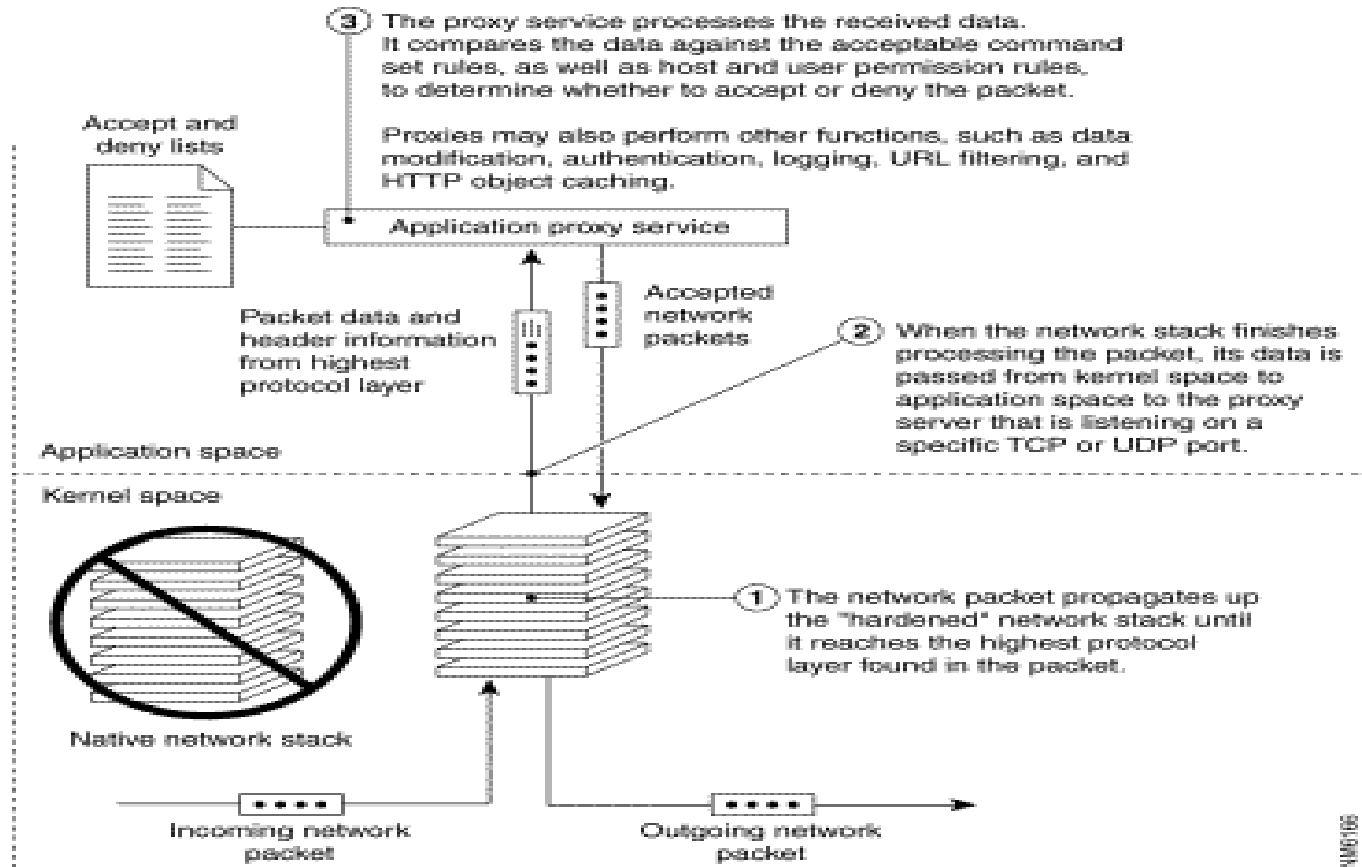 3 The proxy service processes the received data.
It compares the data against the acceptable command
set rules, as well as host and user permission rules,
to determine whether to accept or deny the packet.
Proxies may also perform other functions, such as data
modification, authentication, logging, URL filtering, and
HTTP object caching.
Accept and
deny lists
Application proxy service
Packet data and
header information
from highest
protocol layer
Accepted
network
packets
2 When the network stack finishes
processing the packet, its data is
passed from kernel space to
application space to the proxy
server that is listening on a
specific TCP or UDP port.
Application space
Kernel space
1 The network packet propagates up
the "hardened" network stack until
it reaches the highest protocol
layer found in the packet.
Native network stack
Incoming network
packet
Outgoing network
packet